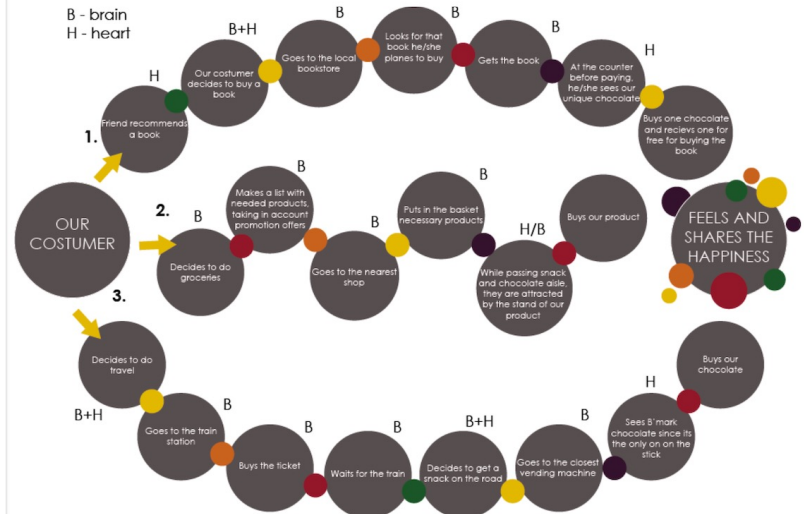 B - brain
H - heart
OUR
COSTUMER
1.
Friend recommends
a book
H
Our costumer
decides to buy a
book
B+H
Goes to the local
bookstore
B
Looks for that
book he/she
planes to buy
B
Gets the book
B
At the counter
before paying,
he/she sees our
unique chocolate
H
Buys one chocolate
and recievs one for
free for buying the
book
2.
Decides to do
groceries
B
Makes a list with
needed products,
taking in account
promotion offers
B
Goes to the nearest
shop
B
Puts in the basket
necessary products
B
While passing snack
and chocolate aisle,
they are attracted
by the stand of our
product
H/B
Buys our product
3.
Decides to do
travel
B+H
Goes to the train
station
B
Buys the ticket
B
Waits for the train
B
Decides to get a
snack on the road
B+H
Goes to the closest
vending machine
B
Sees B`mark
chocolate since its
the only on on the
stick
H
Buys our
chocolate
FEELS AND
SHARES THE
HAPPINESS